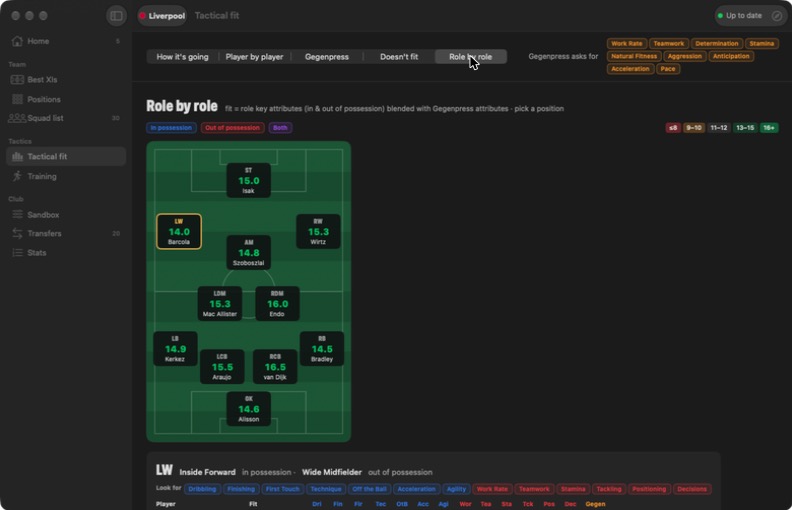 Liverpool Tactical fit Up to date
Home 5
Team
Best XIs
Positions
Squad list 30
Tactics
Tactical fit
Training
Club
Sandbox
Transfers 20
Stats
How it's going Player by player Gegenpress Doesn't fit Role by role
Gegenpress asks for
Work Rate Teamwork Determination Stamina
Natural Fitness Aggression Anticipation
Acceleration Pace
Role by role fit = role key attributes (in & out of possession) blended with Gegenpress attributes · pick a position
In possession Out of possession Both
≤8 9–10 11–12 13–15 16+
ST
15.0
Isak
LW
14.0
Barcola
RW
15.3
Wirtz
AM
14.8
Szoboszlai
LDM
15.3
Mac Allister
RDM
16.0
Endo
LB
14.9
Kerkez
LCB
15.5
Araujo
RCB
16.5
van Dijk
RB
14.5
Bradley
GK
14.6
Alisson
LW Inside Forward in possession · Wide Midfielder out of possession
Look for Dribbling Finishing First Touch Technique Off the Ball Acceleration Agility Work Rate Teamwork Stamina Tackling Positioning Decisions
Player Fit Dri Fin Fir Tec OtB Acc Agi Wor Tea Sta Tck Pos Dec Gegen